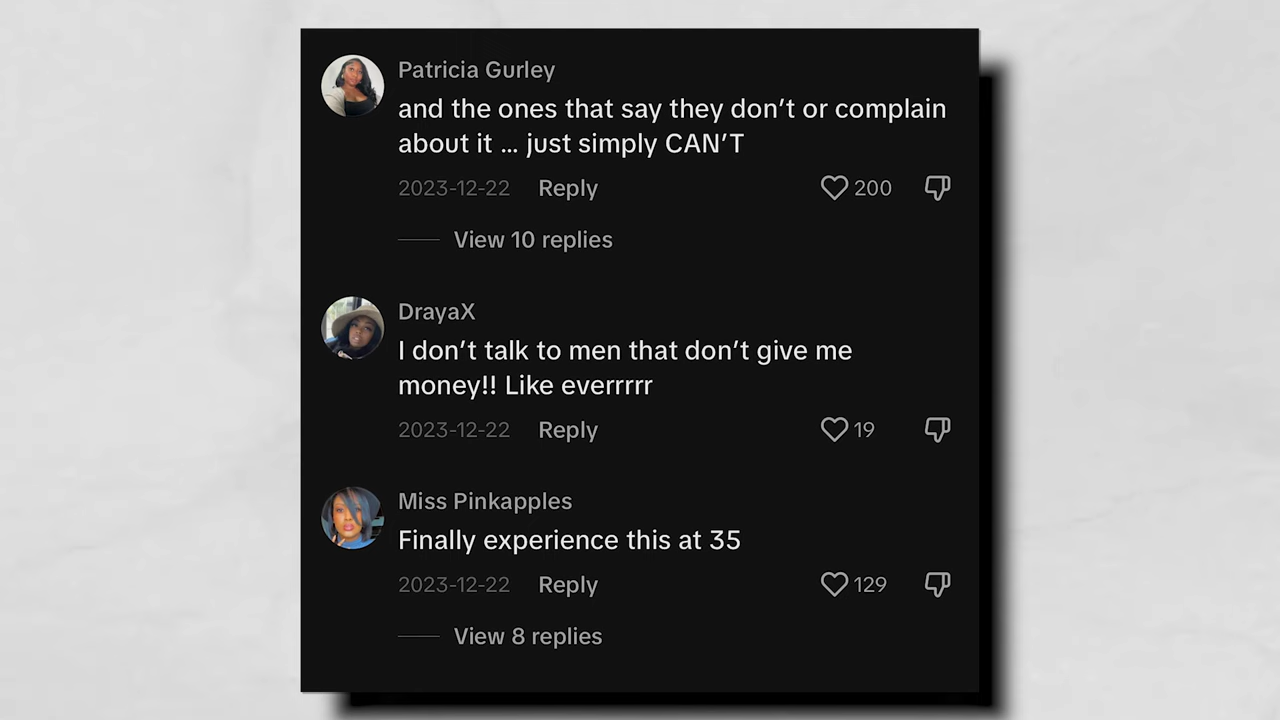 Patricia Gurley
and the ones that say they don’t or complain
about it ... just simply CAN’T
2023-12-22 Reply 200
View 10 replies
DrayaX
I don’t talk to men that don’t give me
money!! Like everrrrr
2023-12-22 Reply 19
Miss Pinkapples
Finally experience this at 35
2023-12-22 Reply 129
View 8 replies